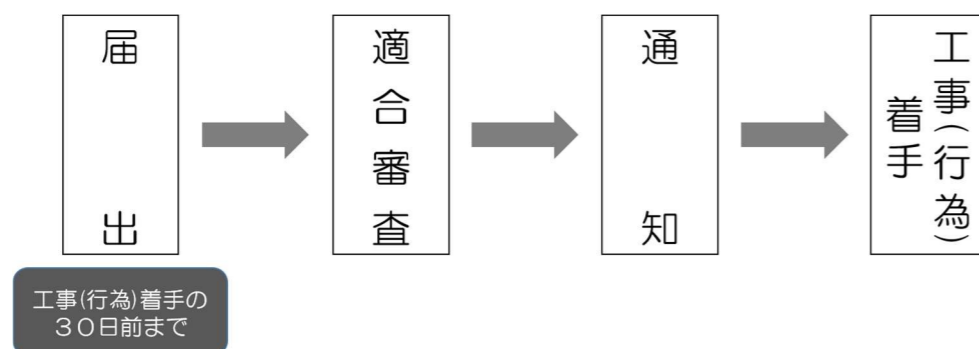 届出
適合審査
通知
工事(行為)
着手
工事(行為)着手の
３０日前まで